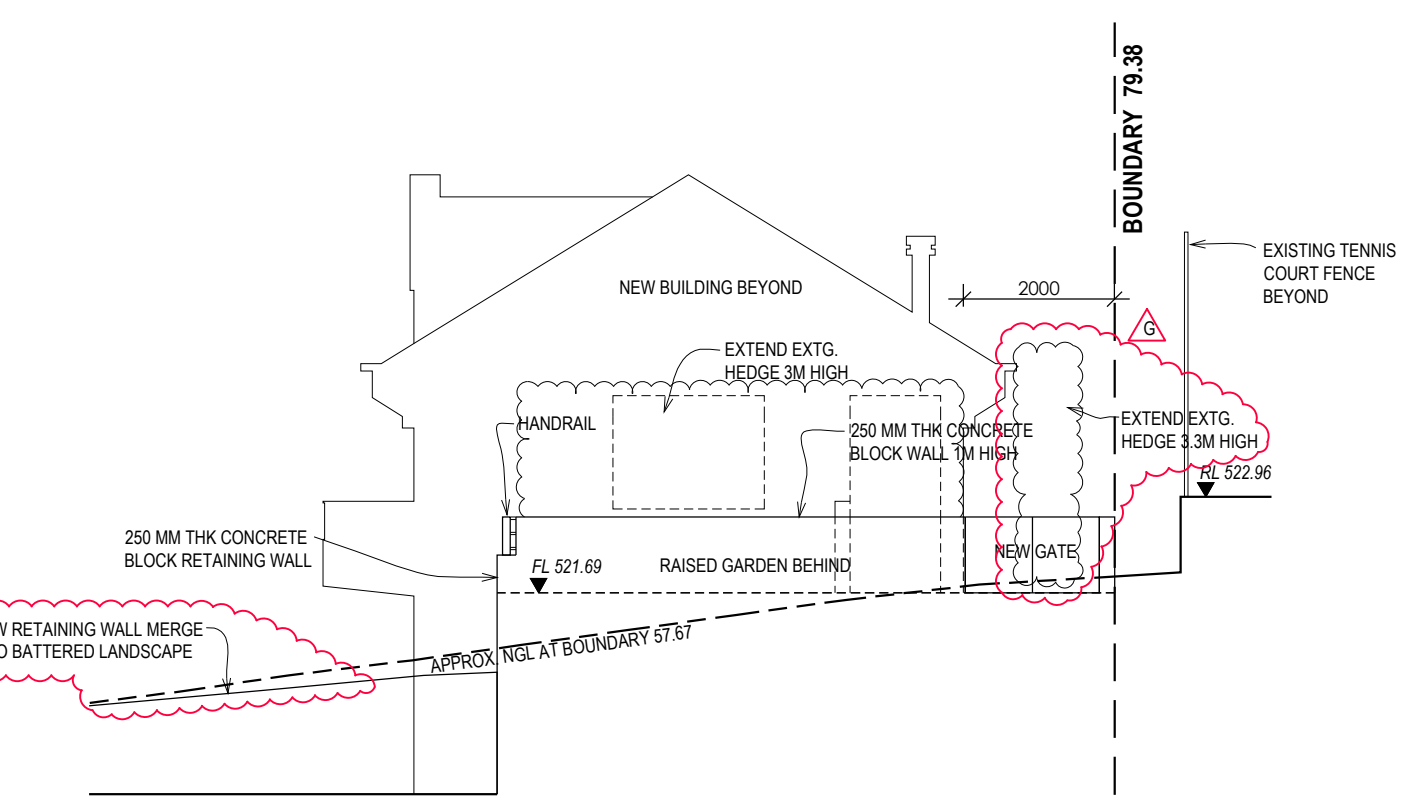 BOUNDARY 79.38
EXISTING TENNIS
COURT FENCE
BEYOND
NEW BUILDING BEYOND
2000
G
EXTEND EXTG.
HEDGE 3M HIGH
HANDRAIL
250 MM THK CONCRETE
BLOCK WALL 1M HIGH
EXTEND EXTG.
HEDGE 3.3M HIGH
RL 522.96
250 MM THK CONCRETE
BLOCK RETAINING WALL
FL 521.69
RAISED GARDEN BEHIND
NEW GATE
RETAINING WALL MERGE
BATTERED LANDSCAPE
APPROX. NGL AT BOUNDARY 57.67